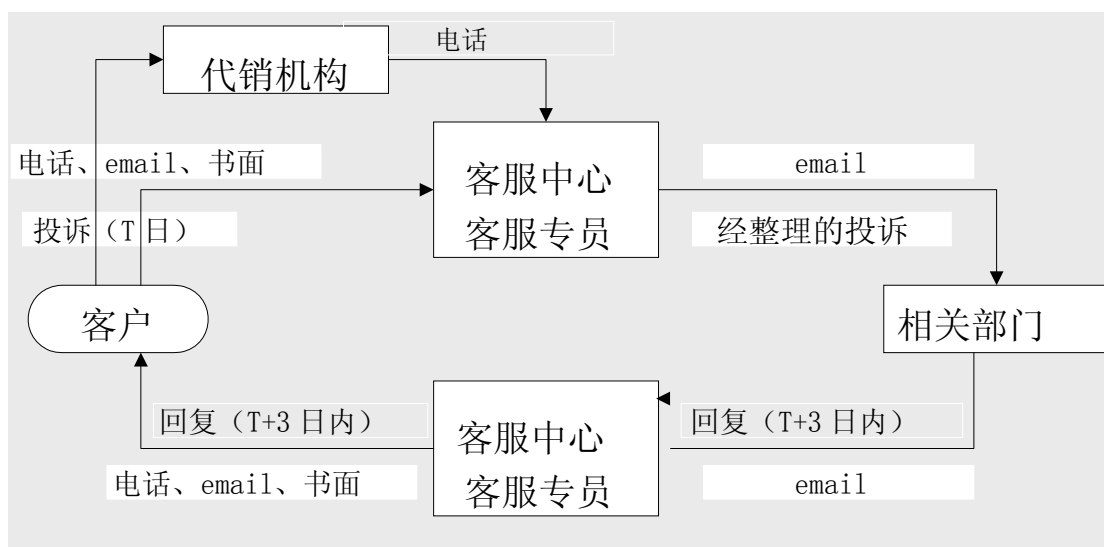 电话
代销机构
电话、email、书面
客服中心
客服专员
email
投诉（T 日）
经整理的投诉
客户
相关部门
回复（T+3 日内）
客服中心
客服专员
回复（T+3 日内）
电话、email、书面
email